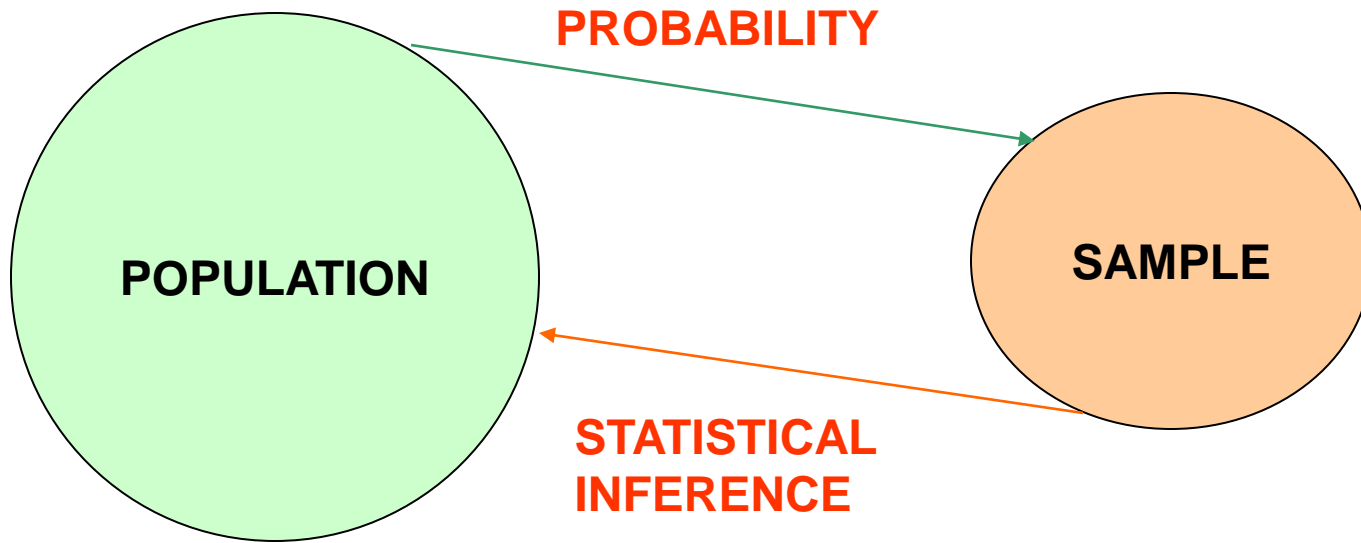 PROBABILITY
POPULATION
SAMPLE
STATISTICAL
INFERENCE